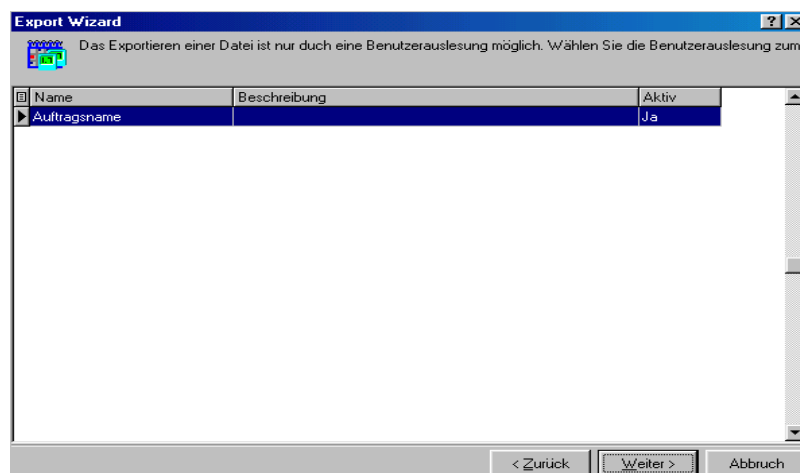 Export Wizard
Das Exportieren einer Datei ist nur duch eine Benutzerauslesung möglich. Wählen Sie die Benutzerauslesung zum
Name Beschreibung Aktiv
Auftragsname Ja
< Zurück Weiter > Abbruch